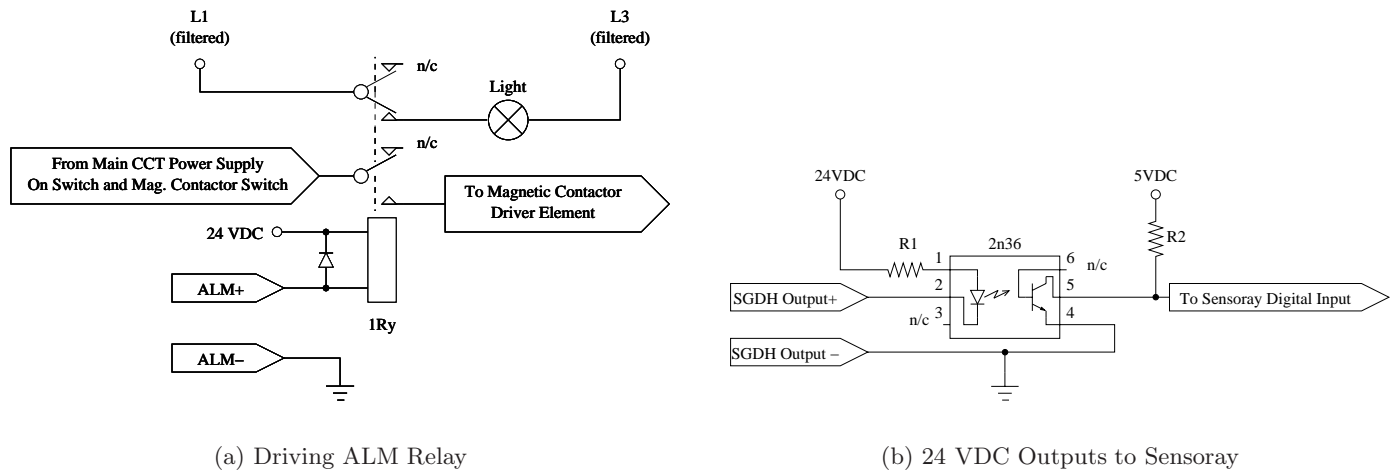 L1
(filtered)
L3
(filtered)
n/c
Light
n/c
From Main CCT Power Supply
On Switch and Mag. Contactor Switch
To Magnetic Contactor
Driver Element
24 VDC
ALM+
1Ry
ALM−
(a) Driving ALM Relay
24VDC
5VDC
R1
2n36
R2
1
6
n/c
2
5
SGDH Output+
To Sensoray Digital Input
n/c
3
4
SGDH Output −
(b) 24 VDC Outputs to Sensoray